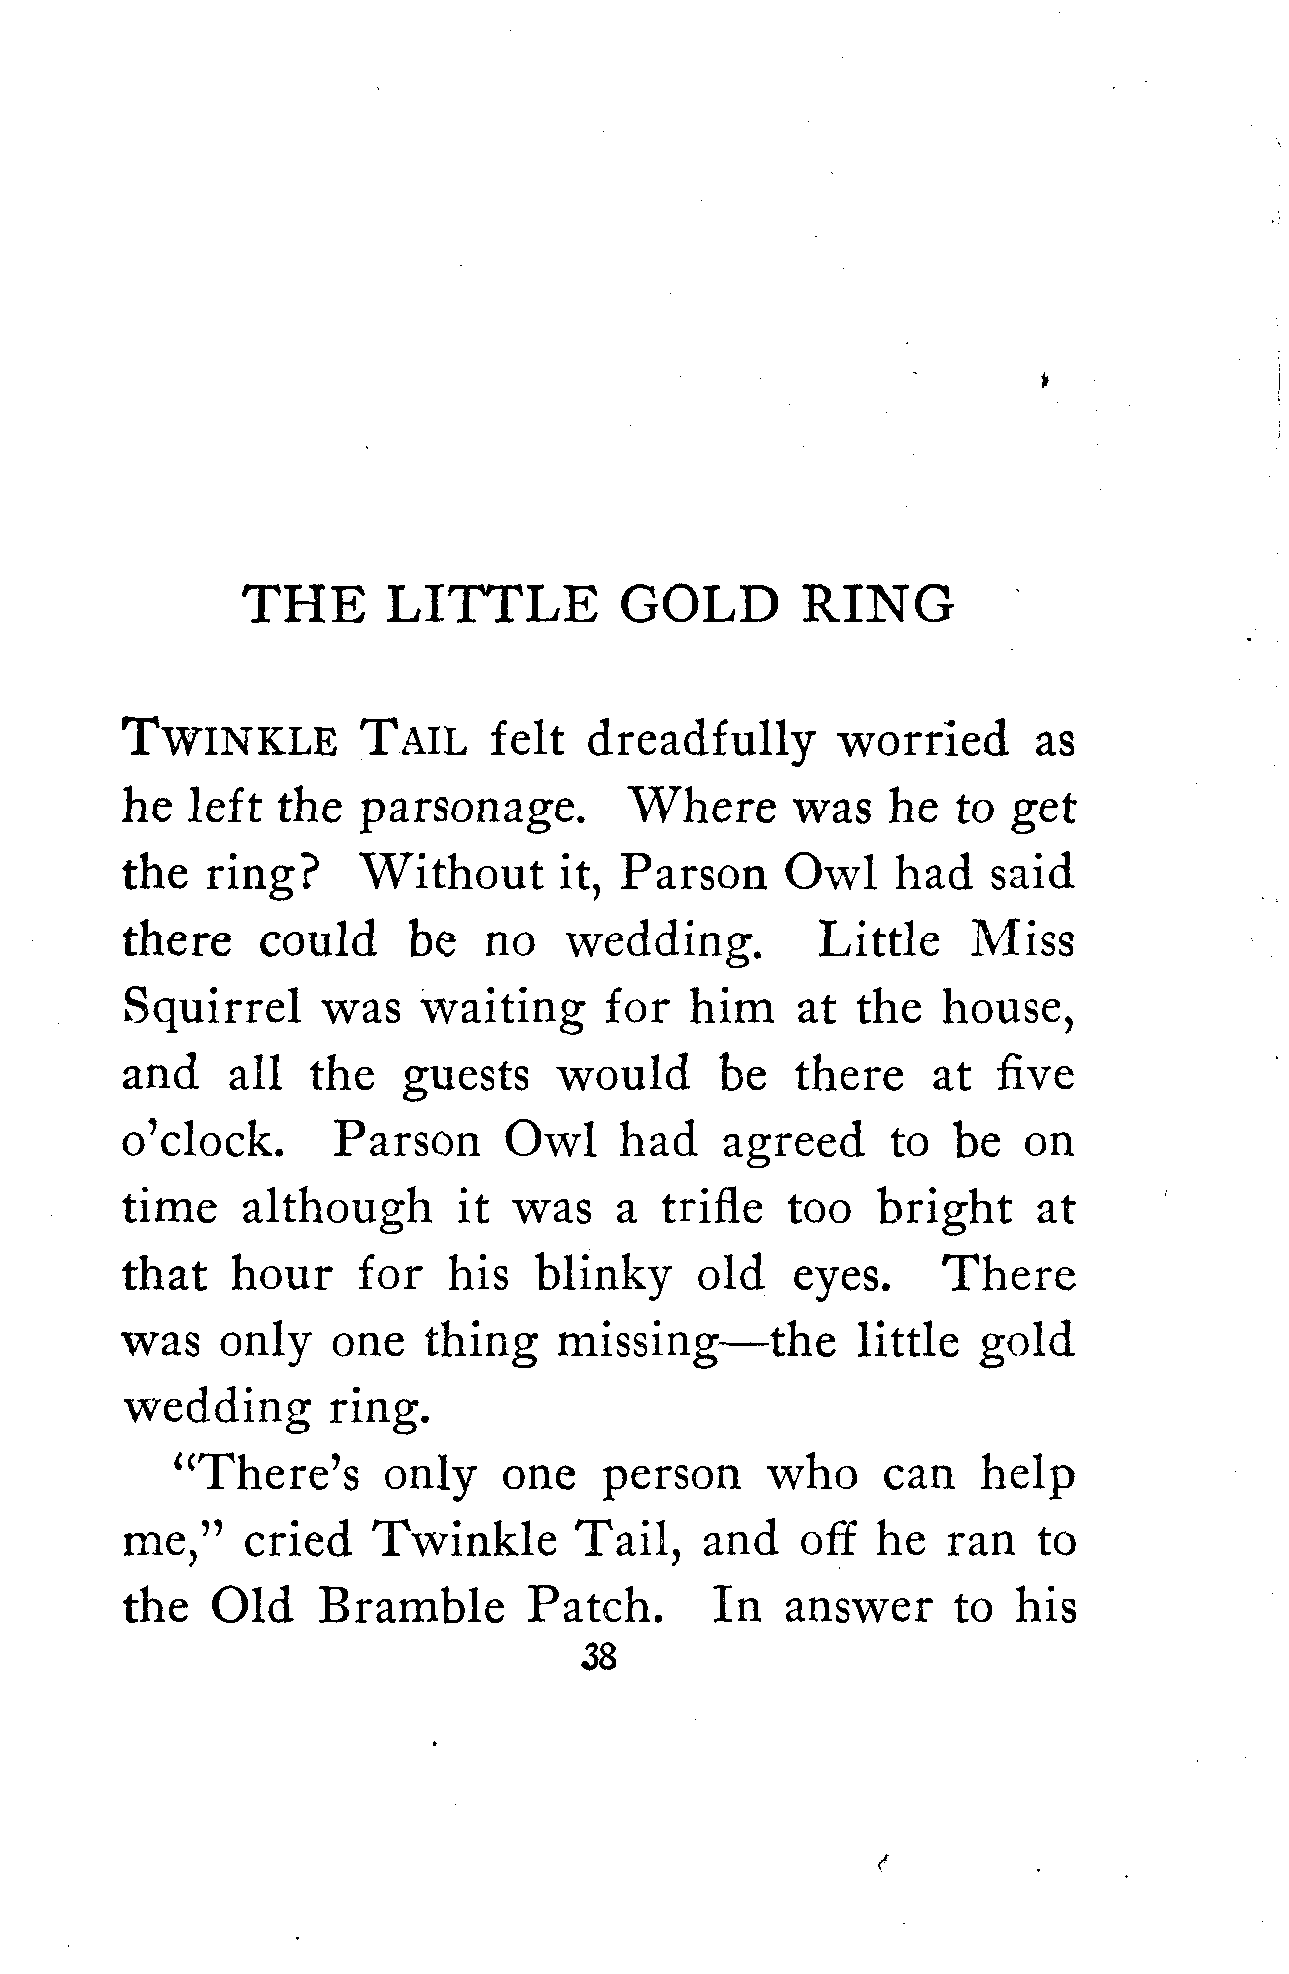 THE LITTLE GOLD RING
TWINKLE TAIL felt dreadfully worried as
he left the parsonage. Where was he to get
the ring? Without it, Parson Owl had said
there could be no wedding. Little Miss
Squirrel was waiting for him at the house,
and all the guests would be there at five
o'clock. Parson Owl had agreed to be on
time although it was a trifle too bright at
that hour for his blinky old eyes. There
was only one thing missing—the little gold
wedding ring.
"There's only one person who can help
me," cried Twinkle Tail, and off he ran to
the Old Bramble Patch. In answer to his
38